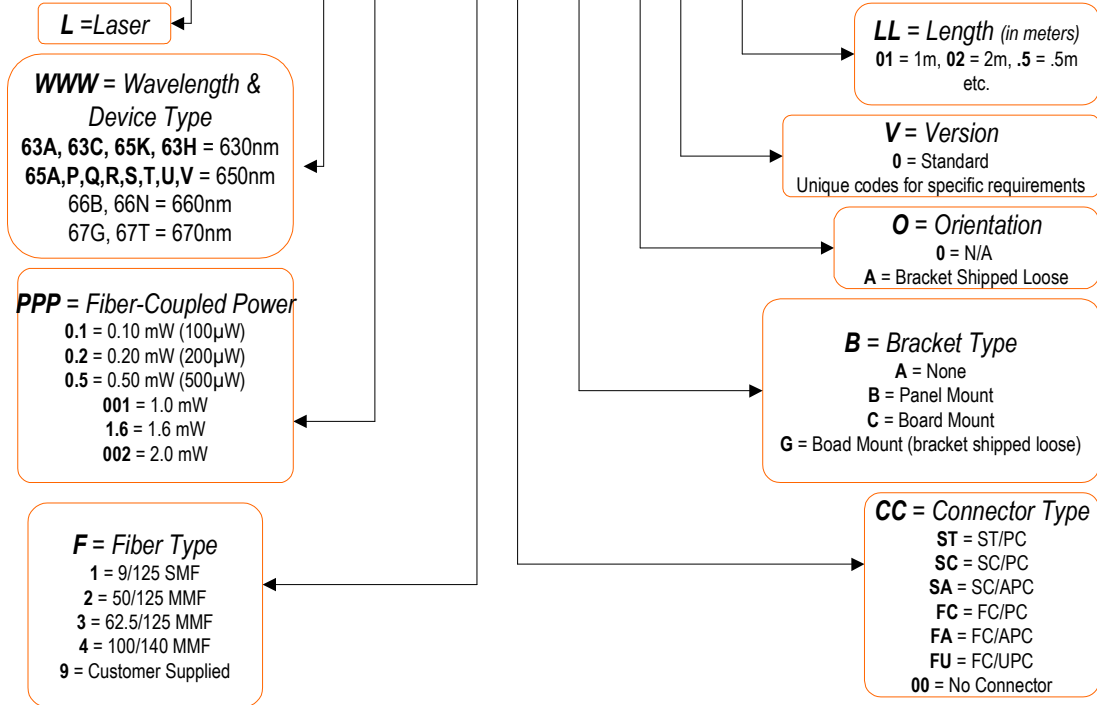 L =Laser
WWW = Wavelength &
Device Type
63A, 63C, 65K, 63H = 630nm
65A,P,Q,R,S,T,U,V = 650nm
66B, 66N = 660nm
67G, 67T = 670nm
PPP = Fiber-Coupled Power
0.1 = 0.10 mW (100µW)
0.2 = 0.20 mW (200µW)
0.5 = 0.50 mW (500µW)
001 = 1.0 mW
1.6 = 1.6 mW
002 = 2.0 mW
F = Fiber Type
1 = 9/125 SMF
2 = 50/125 MMF
3 = 62.5/125 MMF
4 = 100/140 MMF
9 = Customer Supplied
LL = Length (in meters)
01 = 1m, 02 = 2m, .5 = .5m
etc.
V = Version
0 = Standard
Unique codes for specific requirements
O = Orientation
0 = N/A
A = Bracket Shipped Loose
B = Bracket Type
A = None
B = Panel Mount
C = Board Mount
G = Boad Mount (bracket shipped loose)
CC = Connector Type
ST = ST/PC
SC = SC/PC
SA = SC/APC
FC = FC/PC
FA = FC/APC
FU = FC/UPC
00 = No Connector